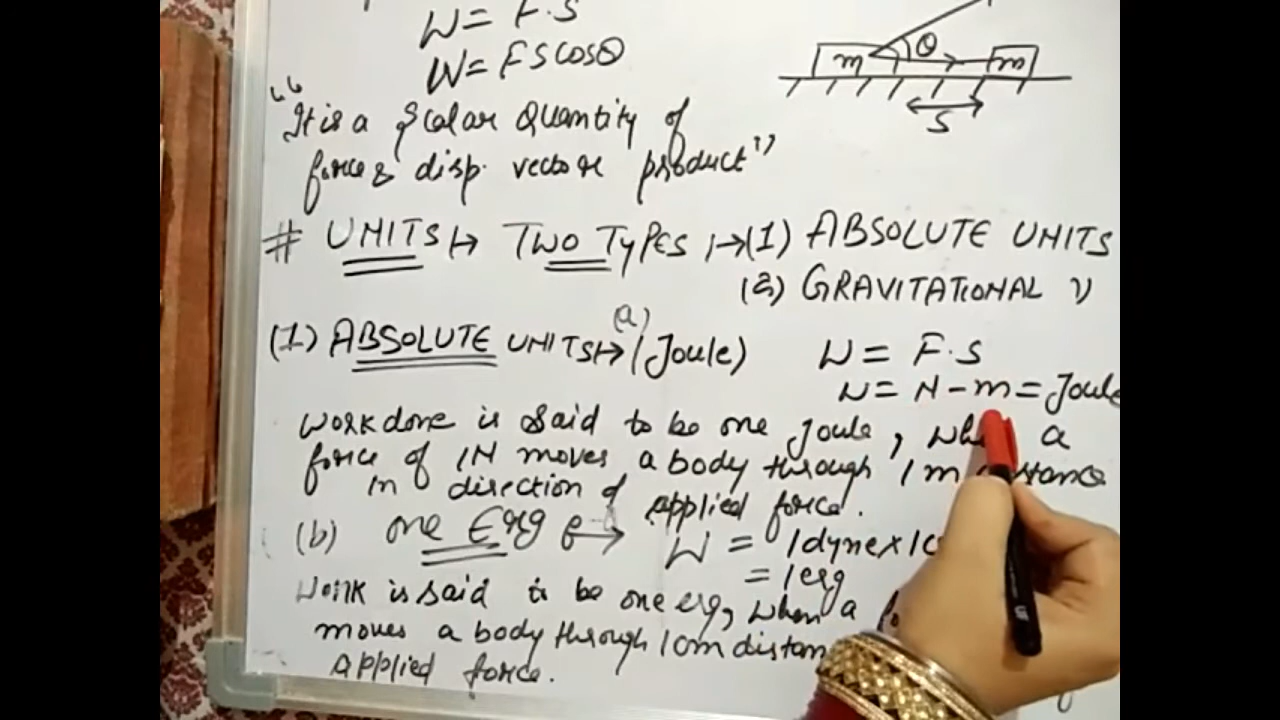 W = F.S
W = FS cosθ
m θ m
S
"It is a Scalar Quantity of
force & disp. vector product"
# UNITS ↦ TWO TYPES ↦ (1) ABSOLUTE UNITS
(2) GRAVITATIONAL "
(1) ABSOLUTE UNITS ↦ (a) (Joule)
W = F.S
W = N-m = Joule
Work done is said to be one Joule, when a
force of 1N moves a body through 1m
in direction of applied force.
(b) one Erg
W = 1dyne×1c
= 1erg
Work is said to be one erg, when a
moves a body through 1cm
applied force.